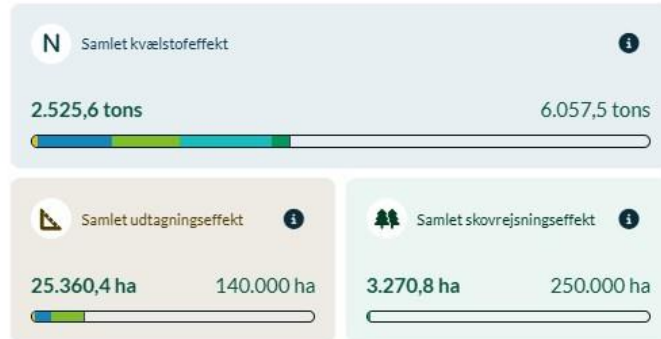 N Samlet kvælstofeffekt
2.525,6 tons 6.057,5 tons
Samlet udtagningseffekt
25.360,4 ha 140.000 ha
Samlet skovrejsningseffekt
3.270,8 ha 250.000 ha